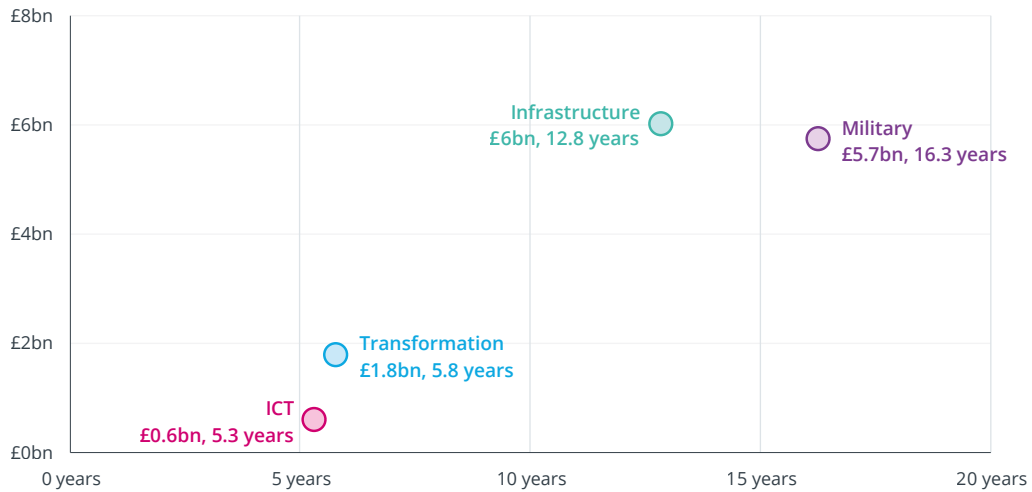 £8bn
£6bn
£4bn
£2bn
£0bn
Infrastructure
£6bn, 12.8 years
Military
£5.7bn, 16.3 years
Transformation
£1.8bn, 5.8 years
ICT
£0.6bn, 5.3 years
0 years
5 years
10 years
15 years
20 years